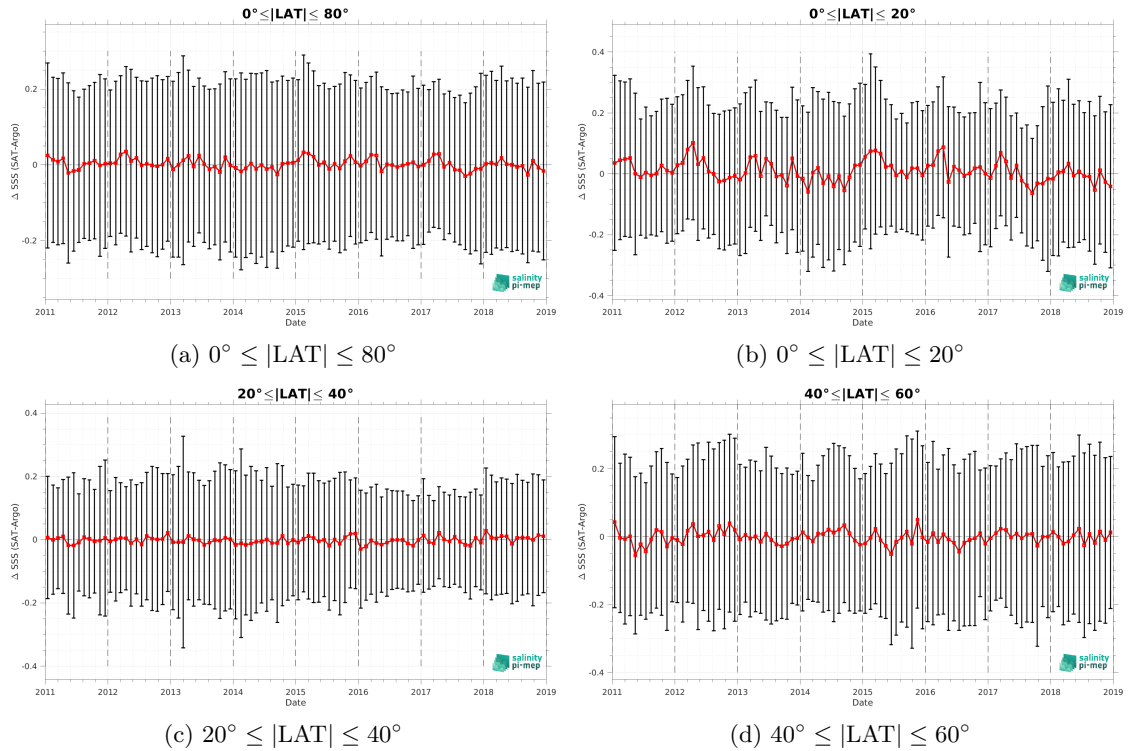 0°≤|LAT|≤ 80°
Δ SSS (SAT-Argo)
0.2
0
-0.2
2011 2012 2013 2014 2015 2016 2017 2018 2019
Date
salinity
pi-mep
(a) 0° ≤ |LAT| ≤ 80°
0°≤|LAT|≤ 20°
Δ SSS (SAT-Argo)
0.4
0.2
0
-0.2
-0.4
2011 2012 2013 2014 2015 2016 2017 2018 2019
Date
salinity
pi-mep
(b) 0° ≤ |LAT| ≤ 20°
20°≤|LAT|≤ 40°
Δ SSS (SAT-Argo)
0.4
0.2
0
-0.2
-0.4
2011 2012 2013 2014 2015 2016 2017 2018 2019
Date
salinity
pi-mep
(c) 20° ≤ |LAT| ≤ 40°
40°≤|LAT|≤ 60°
Δ SSS (SAT-Argo)
0.4
0.2
0
-0.2
-0.4
2011 2012 2013 2014 2015 2016 2017 2018 2019
Date
salinity
pi-mep
(d) 40° ≤ |LAT| ≤ 60°